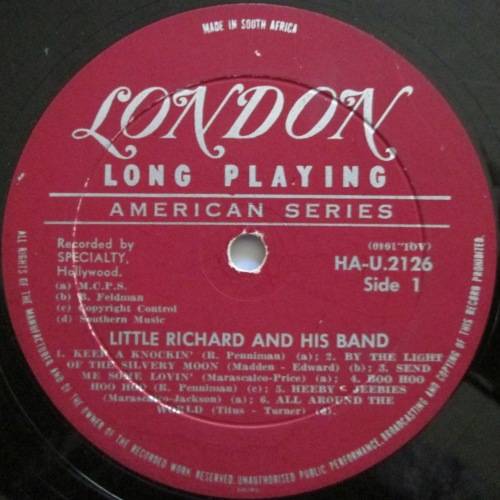 MADE IN SOUTH AFRICA
LONDON
LONG PLAYING
AMERICAN SERIES
Recorded by
SPECIALTY,
Hollywood.
(a) M.C.P.S.
(b) B. Feldman
(c) Copyright Control
(d) Southern Music
HA-U.2126
Side 1
LITTLE RICHARD AND HIS BAND
1. KEEP A KNOCKIN' (R. Penniman) (a); 2. BY THE LIGHT
OF THE SILVERY MOON (Madden - Edward) (b); 3. SEND
ME SOME LOVIN' (Marascalco-Price) (a); 4. BOO HOO
HOO HOO (R. Penniman) (c); 5. HEEBY - JEEBIES
(Marascalco-Jackson) (a); 6. ALL AROUND THE
WORLD (Titus - Turner) (d).
ALL RIGHTS OF THE MANUFACTURER AND OF THE OWNER OF THE RECORDED WORK RESERVED. UNAUTHORISED PUBLIC PERFORMANCE, BROADCASTING AND COPYING OF THIS RECORD PROHIBITED.